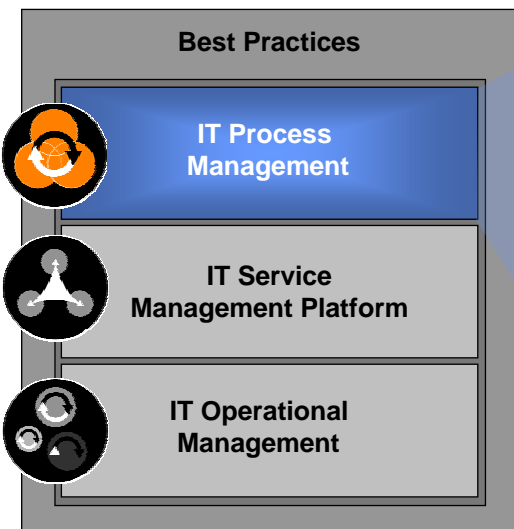 Best Practices
IT Process
Management
IT Service
Management Platform
IT Operational
Management